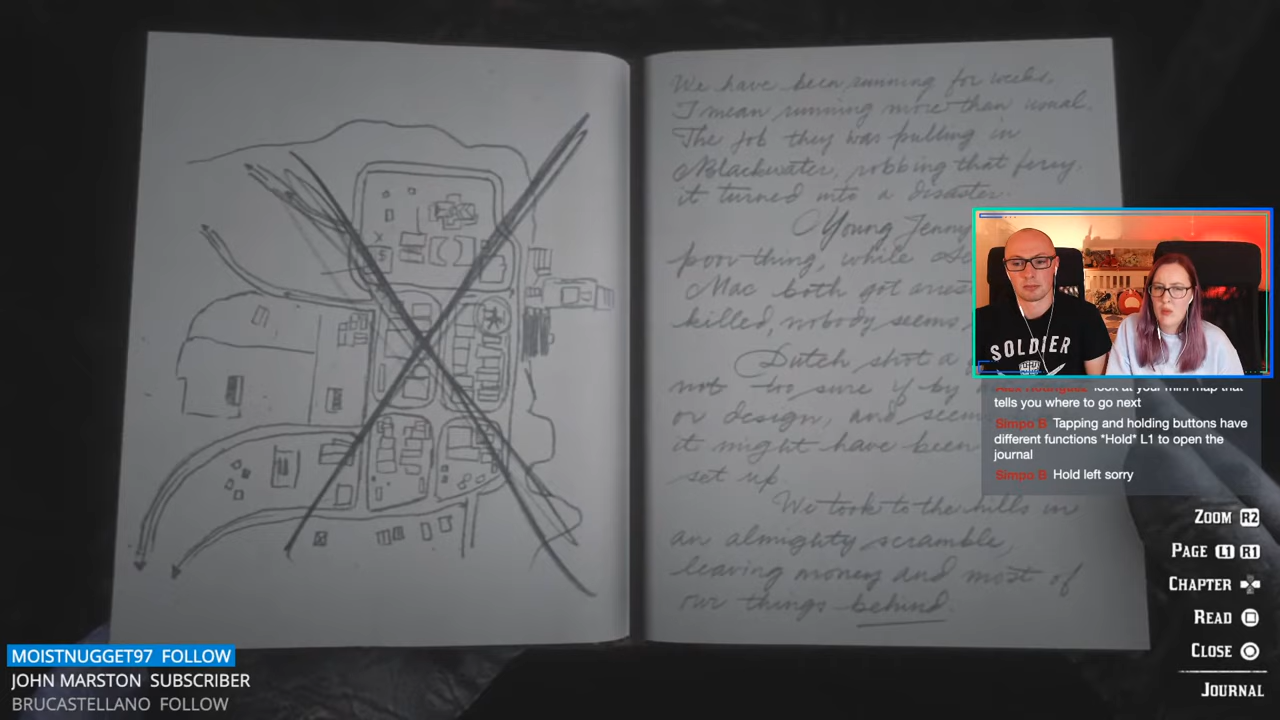 We have been running for weeks,
I mean running more than usual.
The job they was pulling in
Blackwater, robbing that ferry,
it turned into a disaster.
Young Jenny
poor thing, while
Mac both got
killed, nobody seems
Dutch shot a
not too sure if by
or design, and
it might have been
set up.
We took to the hills in
an almighty scramble,
leaving money and most of
our things behind.
$
SOLDIER
look at your mini map that
tells you where to go next
Simpo B Tapping and holding buttons have
different functions *Hold* L1 to open the
journal
Simpo B Hold left sorry
ZOOM R2
PAGE L1 R1
CHAPTER
READ
CLOSE
JOURNAL
MOISTNUGGET97 FOLLOW
JOHN MARSTON SUBSCRIBER
BRUCASTELLANO FOLLOW